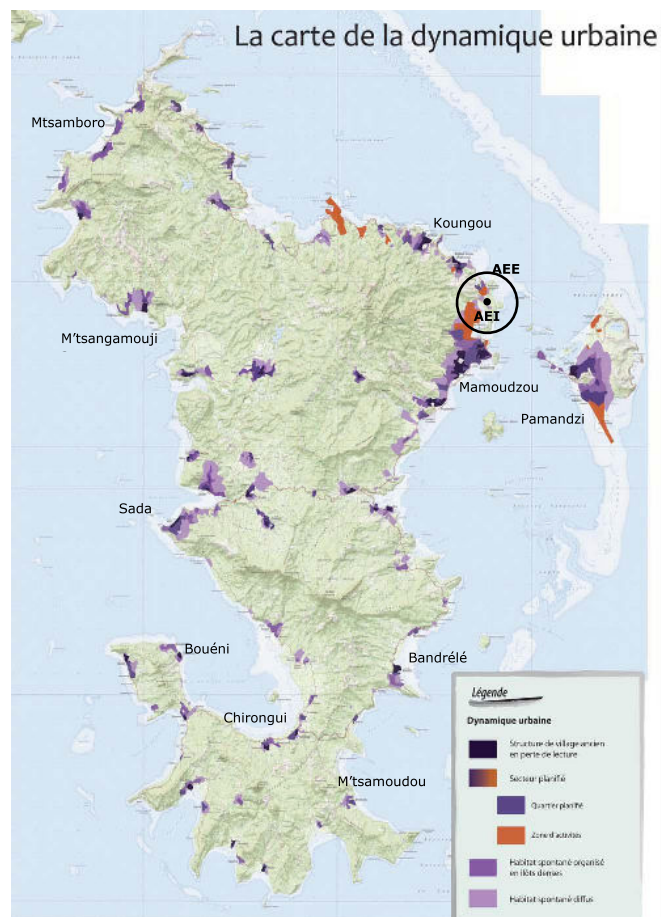 La carte de la dynamique urbaine
Mtsamboro
Koungou
AEE
AEI
M'tsangamouji
Mamoudzou
Pamandzi
Sada
Bouéni
Bandrélé
Chirongui
M'tsamoudou
Légende
Dynamique urbaine
Structure de village ancien
en perte de lecture
Secteur planifié
Quartier planifié
Zone d'activités
Habitat spontané organisé
en îlots denses
Habitat spontané diffus